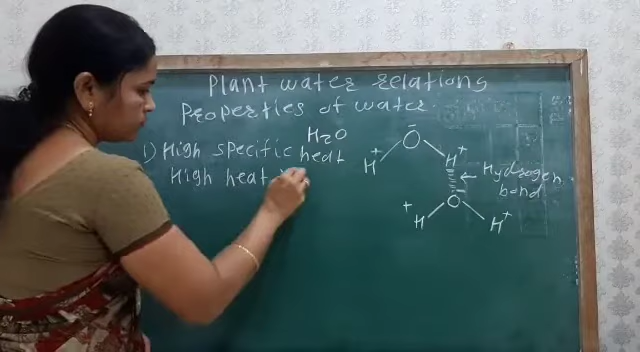 Plant water relations
Properties of water
H2O
1) High specific heat
High heat
O-
H+ H+
Hydrogen
bond
O
+H H+